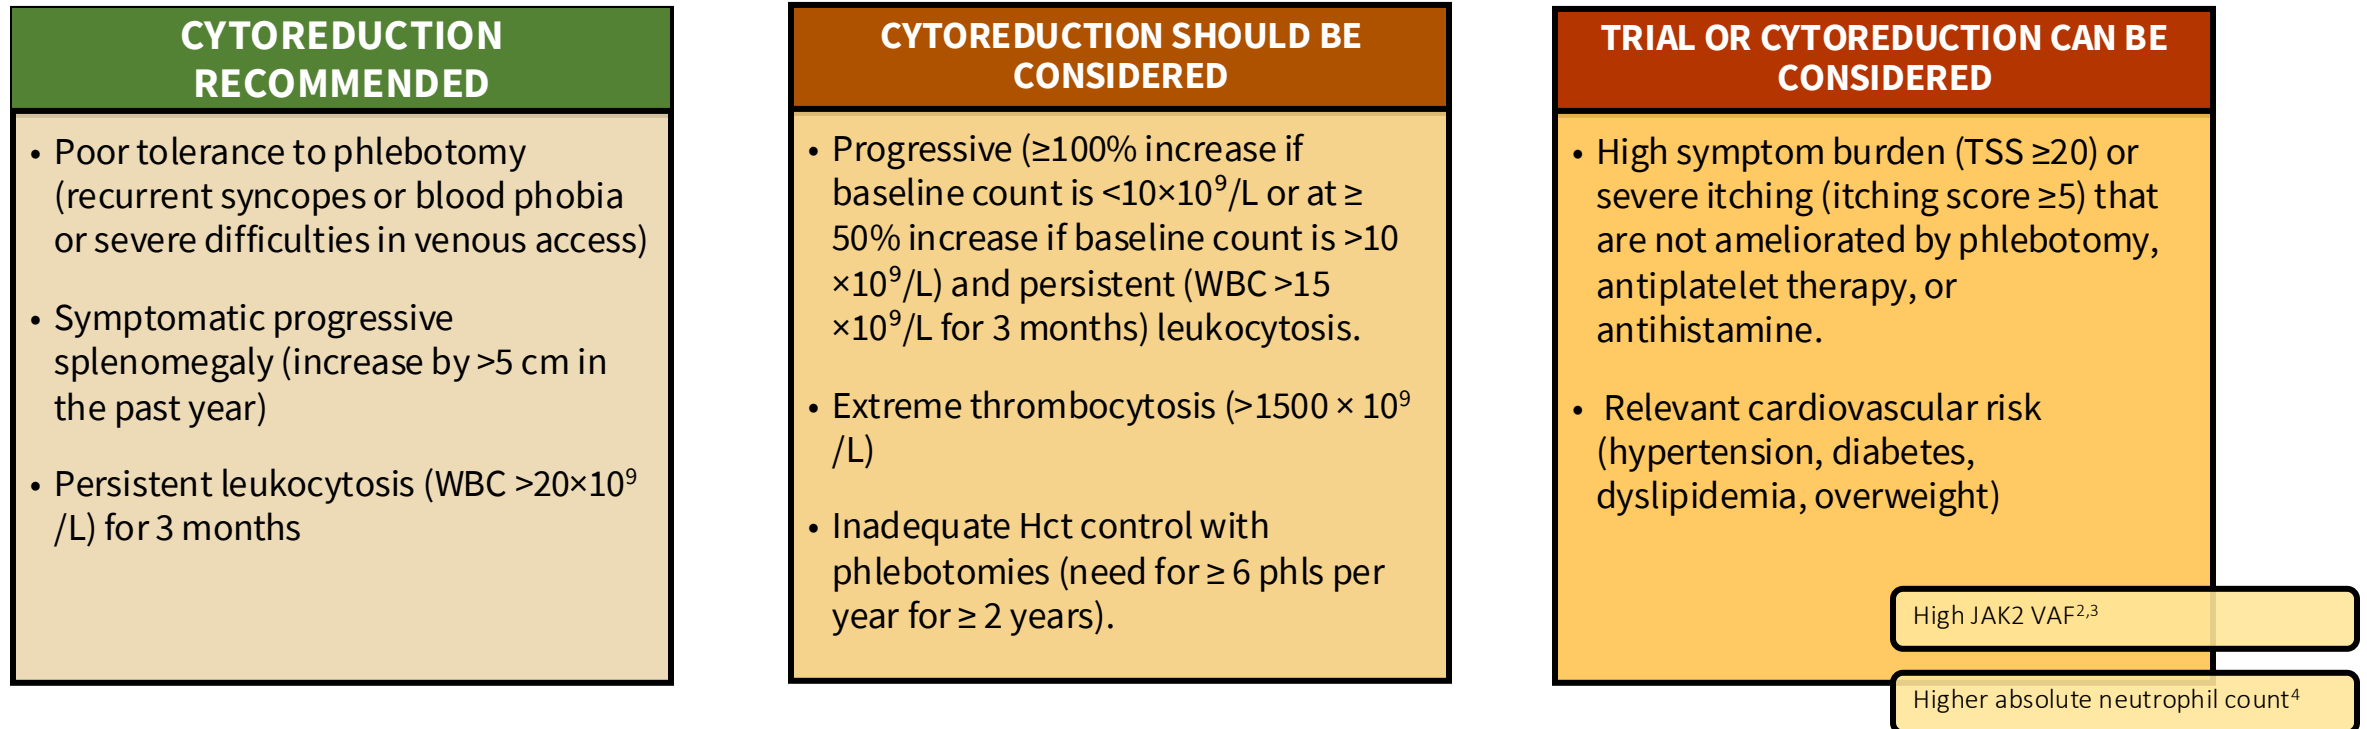 CYTOREDUCTION
RECOMMENDED
• Poor tolerance to phlebotomy
(recurrent syncopes or blood phobia
or severe difficulties in venous access)
• Symptomatic progressive
splenomegaly (increase by >5 cm in
the past year)
• Persistent leukocytosis (WBC >20×10⁹
/L) for 3 months
CYTOREDUCTION SHOULD BE
CONSIDERED
• Progressive (≥100% increase if
baseline count is <10×10⁹/L or at ≥
50% increase if baseline count is >10
×10⁹/L) and persistent (WBC >15
×10⁹/L for 3 months) leukocytosis.
• Extreme thrombocytosis (>1500 × 10⁹
/L)
• Inadequate Hct control with
phlebotomies (need for ≥ 6 phls per
year for ≥ 2 years).
TRIAL OR CYTOREDUCTION CAN BE
CONSIDERED
• High symptom burden (TSS ≥20) or
severe itching (itching score ≥5) that
are not ameliorated by phlebotomy,
antiplatelet therapy, or
antihistamine.
• Relevant cardiovascular risk
(hypertension, diabetes,
dyslipidemia, overweight)
High JAK2 VAF²,³
Higher absolute neutrophil count⁴